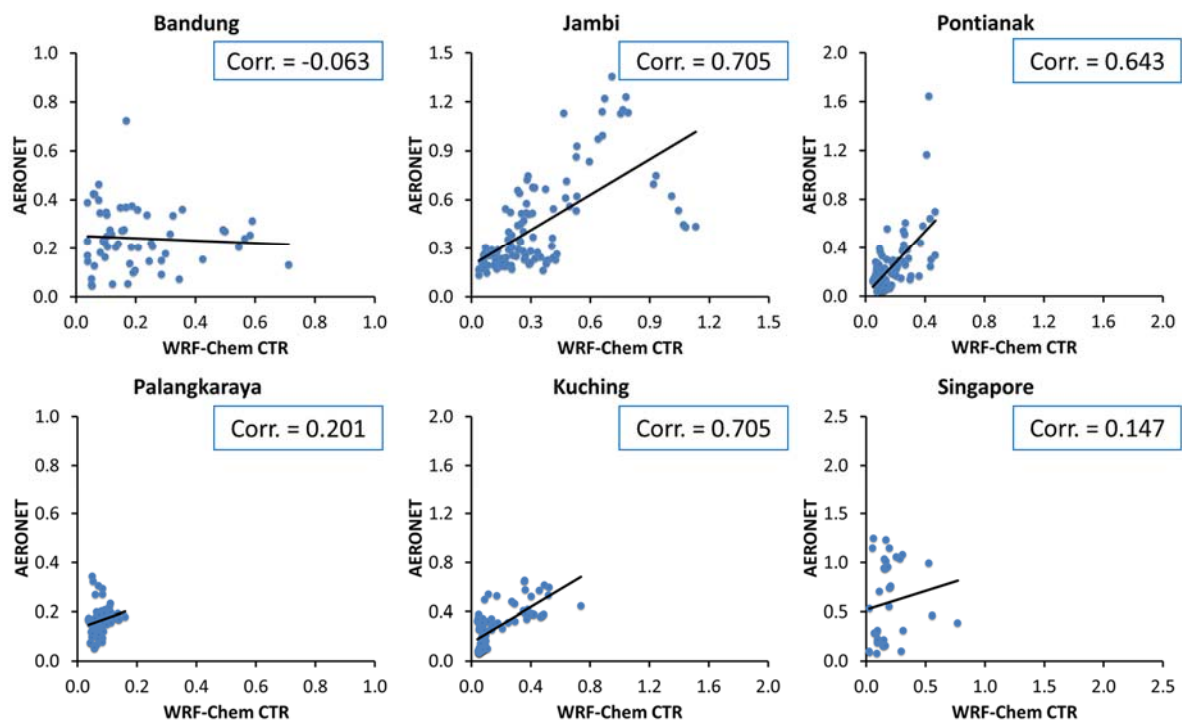 Bandung
Corr. = -0.063
1.0
0.8
0.6
0.4
0.2
0.0
AERONET
0.0 0.2 0.4 0.6 0.8 1.0
WRF-Chem CTR
Jambi
Corr. = 0.705
1.5
1.2
0.9
0.6
0.3
0.0
AERONET
0.0 0.3 0.6 0.9 1.2 1.5
WRF-Chem CTR
Pontianak
Corr. = 0.643
2.0
1.6
1.2
0.8
0.4
0.0
AERONET
0.0 0.4 0.8 1.2 1.6 2.0
WRF-Chem CTR
Palangkaraya
Corr. = 0.201
1.0
0.8
0.6
0.4
0.2
0.0
AERONET
0.0 0.2 0.4 0.6 0.8 1.0
WRF-Chem CTR
Kuching
Corr. = 0.705
2.0
1.6
1.2
0.8
0.4
0.0
AERONET
0.0 0.4 0.8 1.2 1.6 2.0
WRF-Chem CTR
Singapore
Corr. = 0.147
2.5
2.0
1.5
1.0
0.5
0.0
AERONET
0.0 0.5 1.0 1.5 2.0 2.5
WRF-Chem CTR